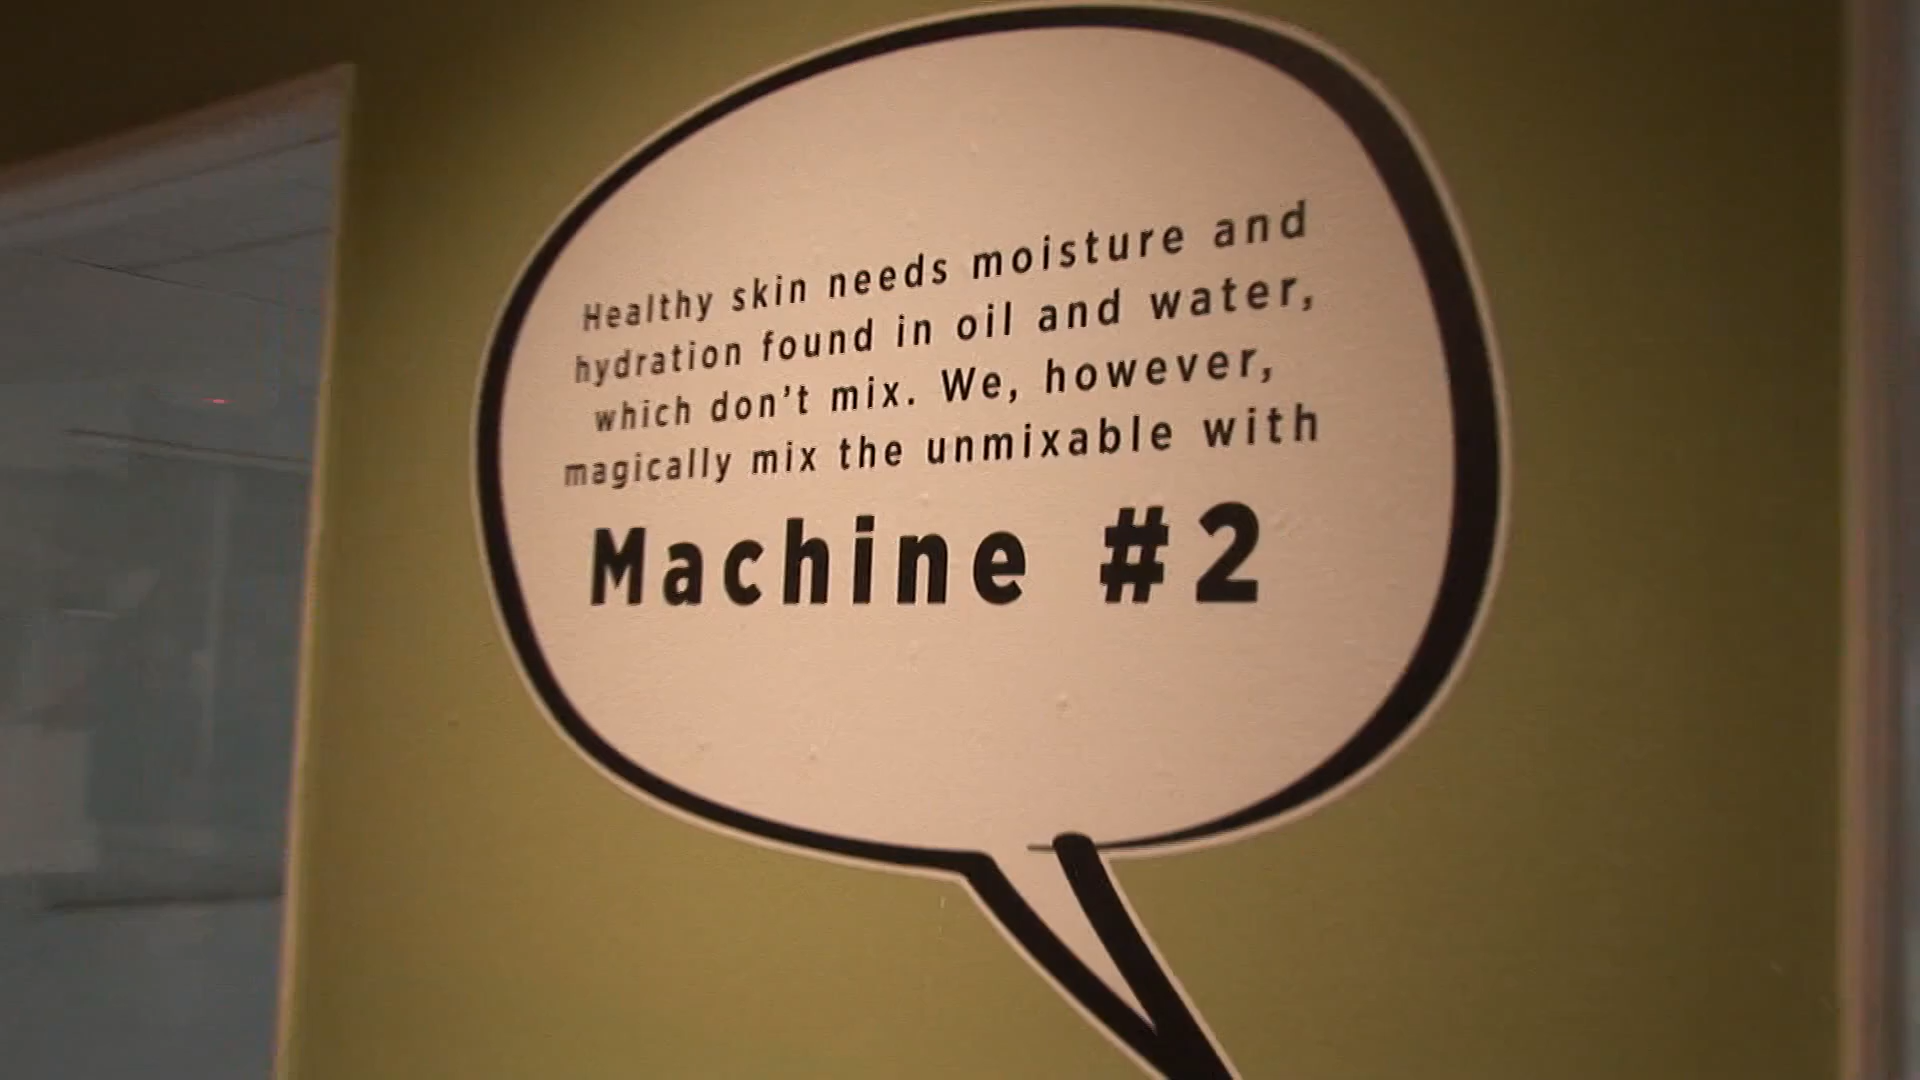 Healthy skin needs moisture and
hydration found in oil and water,
which don't mix. We, however,
magically mix the unmixable with
Machine #2